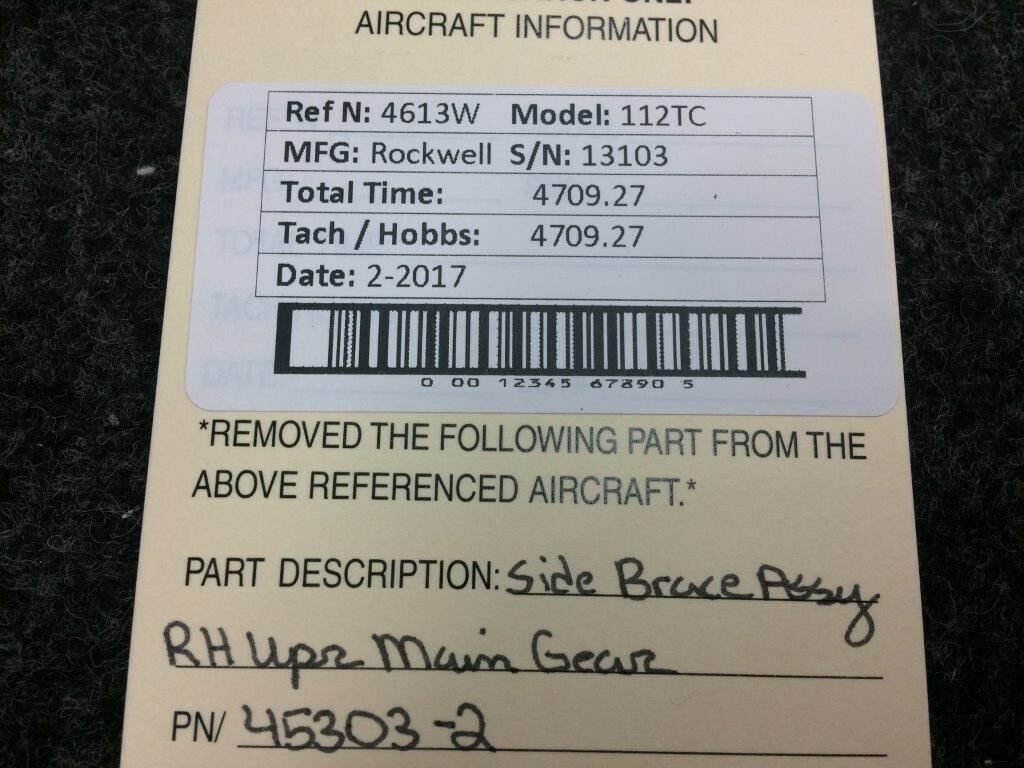 AIRCRAFT INFORMATION
Ref N: 4613W Model: 112TC
MFG: Rockwell S/N: 13103
Total Time: 4709.27
Tach / Hobbs: 4709.27
Date: 2-2017
0 00 12345 67890 5
*REMOVED THE FOLLOWING PART FROM THE
ABOVE REFERENCED AIRCRAFT.*
PART DESCRIPTION: Side Brace Assy
RH Upr Main Gear
PN/ 45303-2